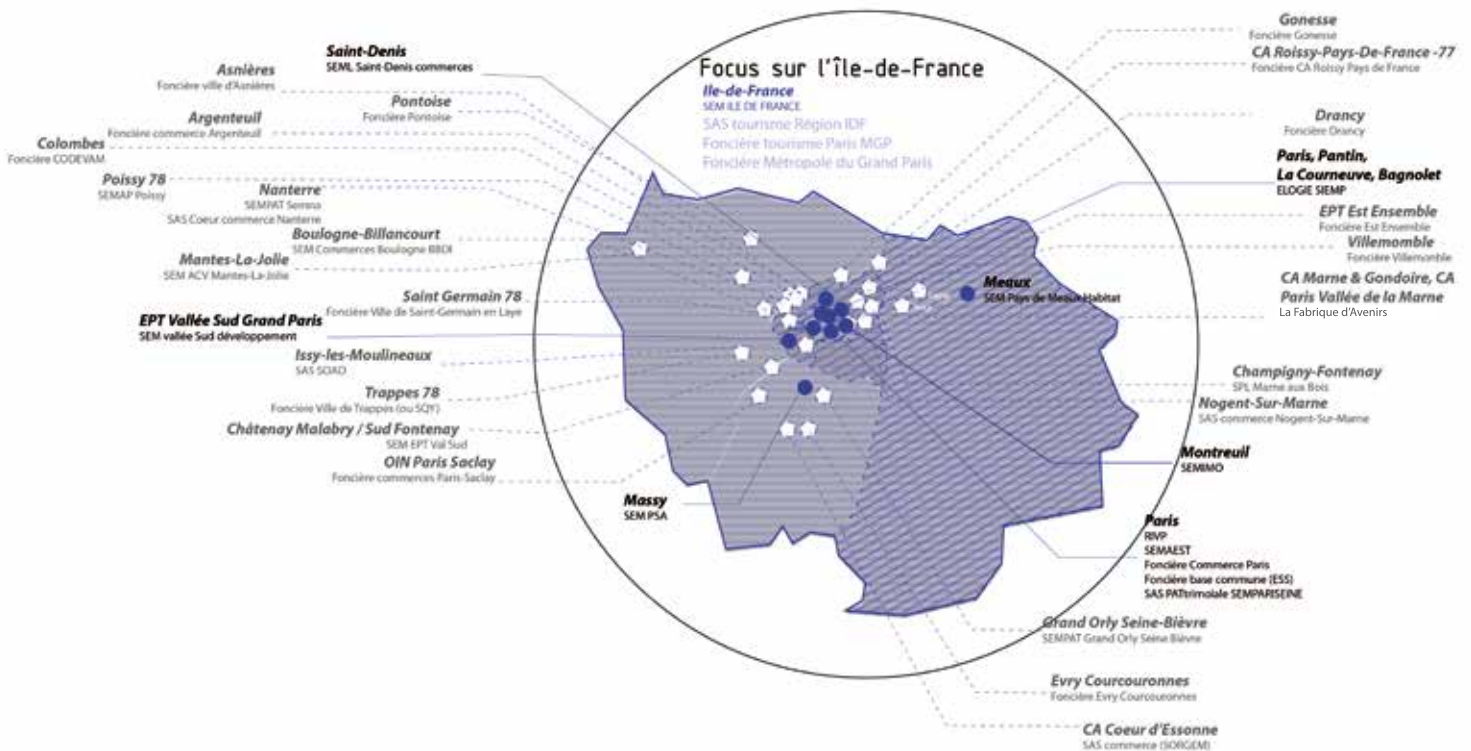 Focus sur l'île-de-France
Ile-de-France
SEM ILE DE FRANCE
SAS tourisme Région IDF
Foncière tourisme Paris MGP
Foncière Métropole du Grand Paris
Saint-Denis
SEML Saint-Denis commerces
Asnières
Foncière ville d'Asnières
Pontoise
Foncière Pontoise
Argenteuil
Foncière commerce Argenteuil
Colombes
Foncière CODEVAM
Poissy 78
SEMAP Poissy
Nanterre
SEMPAT Semna
SAS Coeur commerce Nanterre
Boulogne-Billancourt
SEM Commerces Boulogne BBDI
Mantes-La-Jolie
SEM ACV Mantes-La-Jolie
Saint Germain 78
Foncière Ville de Saint-Germain en Laye
EPT Vallée Sud Grand Paris
SEM vallée Sud développement
Issy-les-Moulineaux
SAS SOAD
Trappes 78
Foncière Ville de Trappes (ou SQY)
Châtenay Malabry / Sud Fontenay
SEM EPT Val Sud
OIN Paris Saclay
Foncière commerces Paris-Saclay
Massy
SEM PSA
Gonesse
Foncière Gonesse
CA Roissy-Pays-De-France -77
Foncière CA Roissy Pays de France
Drancy
Foncière Drancy
Paris, Pantin,
La Courneuve, Bagnolet
ELOGIE SIEMP
EPT Est Ensemble
Foncière Est Ensemble
Villemomble
Foncière Villemomble
Meaux
SEM Pays de Meaux Habitat
CA Marne & Gondoire, CA
Paris Vallée de la Marne
La Fabrique d'Avenirs
Champigny-Fontenay
SPL Marne aux Bois
Nogent-Sur-Marne
SAS commerce Nogent-Sur-Marne
Montreuil
SEMIMO
Paris
RIVP
SEMAEST
Foncière Commerce Paris
Foncière base commune (ESS)
SAS PATtrimoiale SEMPARISEINE
Grand Orly Seine-Bièvre
SEMPAT Grand Orly Seine Bièvre
Evry Courcouronnes
Foncière Evry Courcouronnes
CA Coeur d'Essonne
SAS commerce (SORGEM)